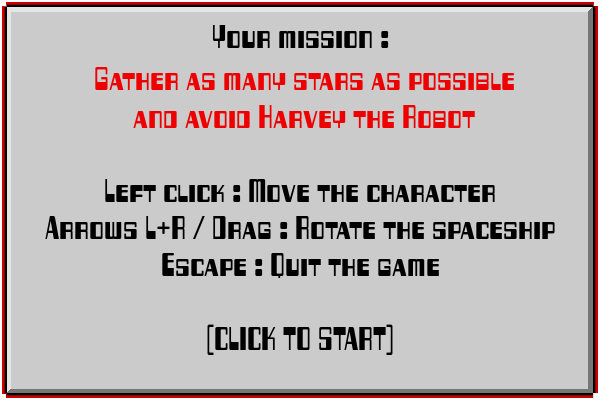 Your mission :
Gather as many stars as possible
and avoid Harvey the Robot
Left click : Move the character
Arrows L+R / Drag : Rotate the spaceship
Escape : Quit the game
[CLICK TO START]